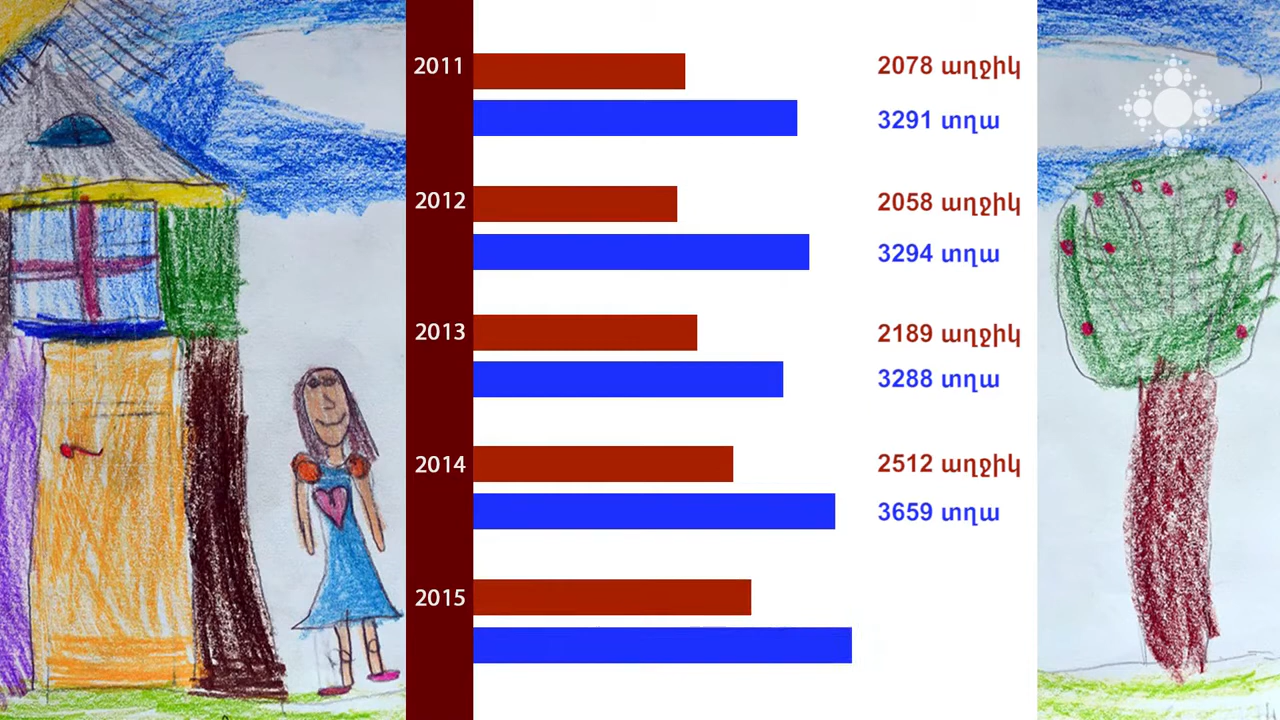 2011
2078 աղջիկ
3291 տղա
2012
2058 աղջիկ
3294 տղա
2013
2189 աղջիկ
3288 տղա
2014
2512 աղջիկ
3659 տղա
2015